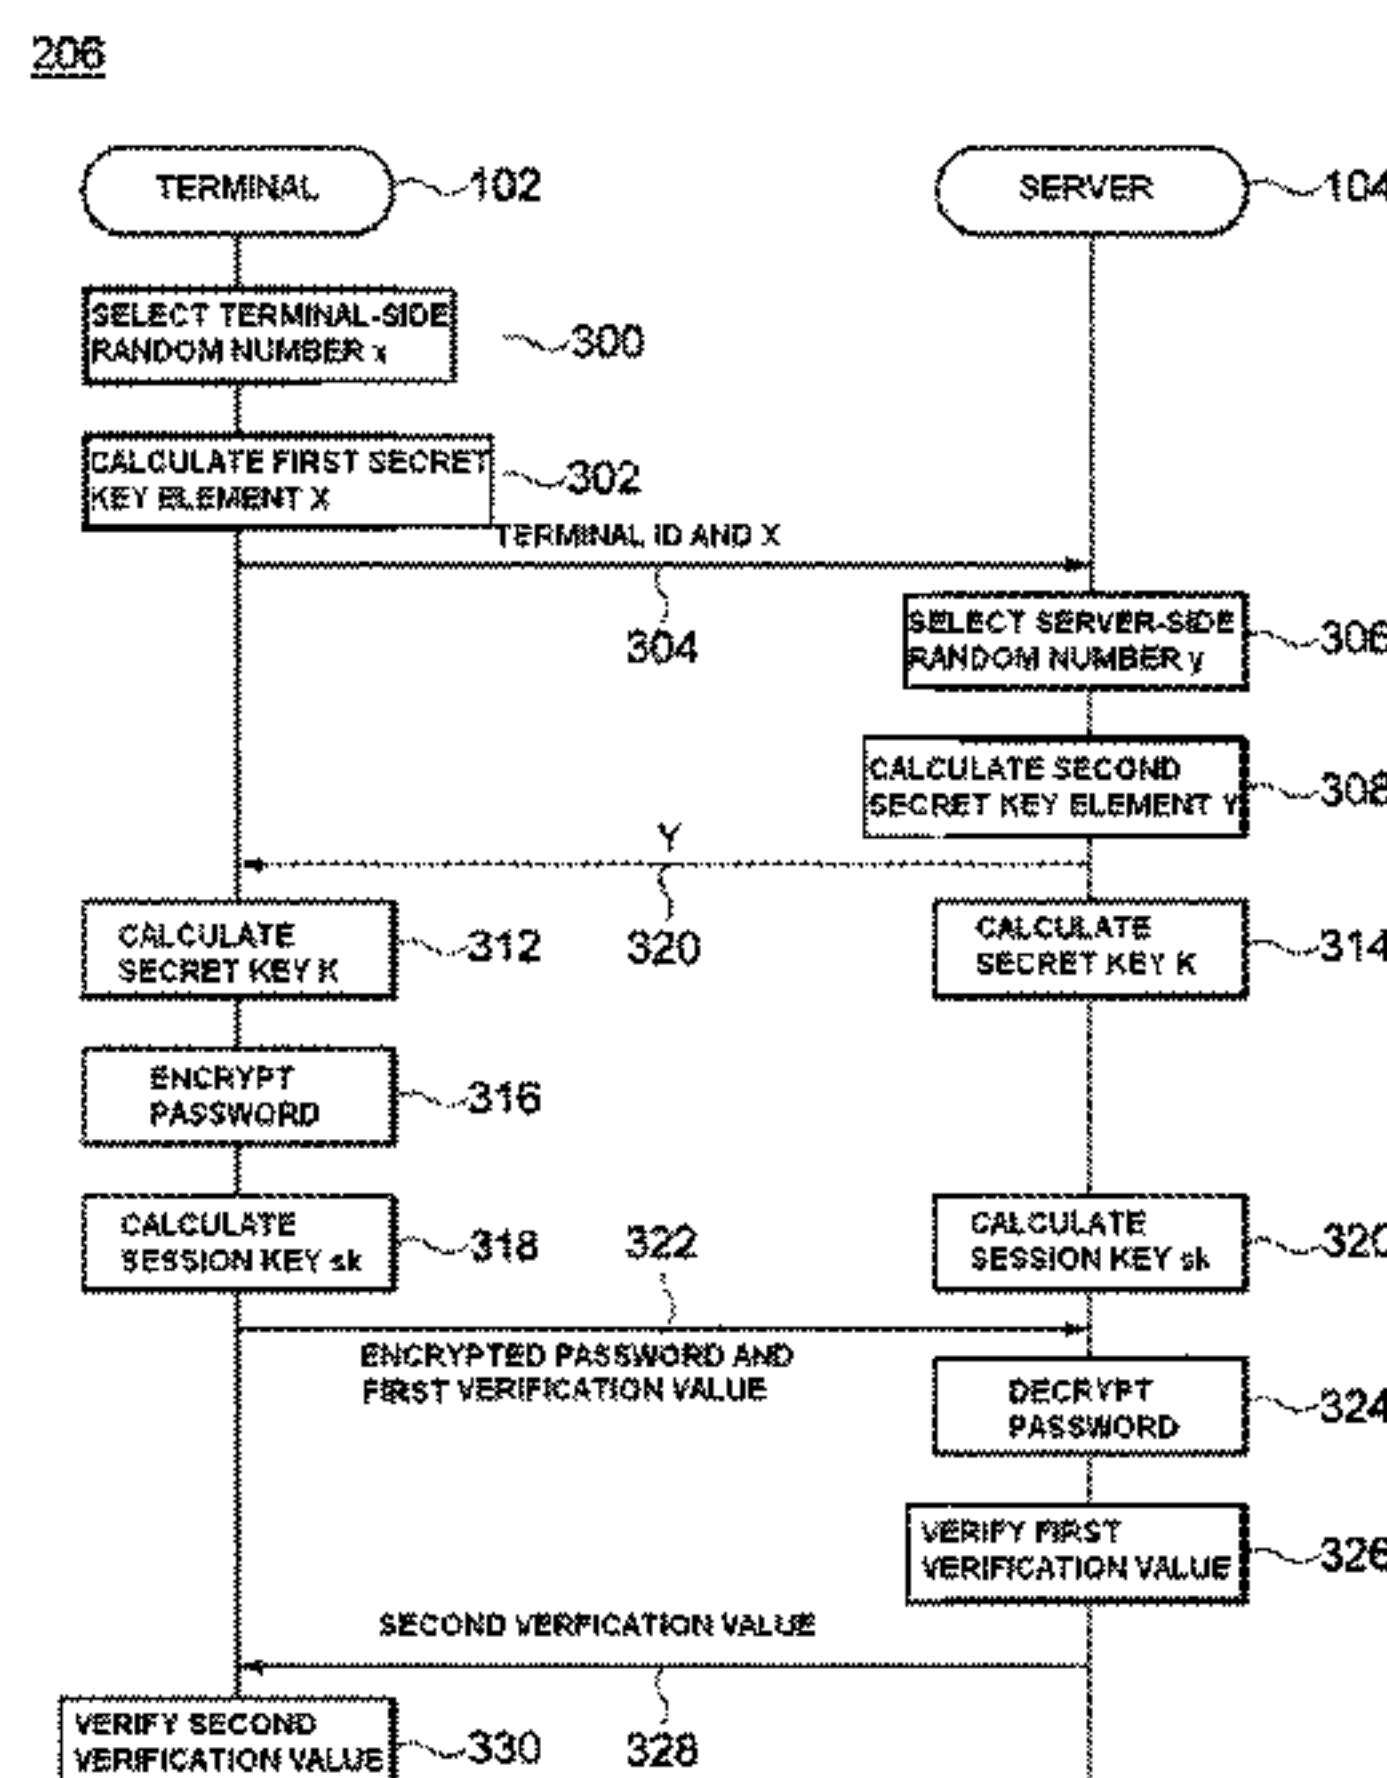 206
TERMINAL
102
SERVER
104
SELECT TERMINAL-SIDE
RANDOM NUMBER x
300
CALCULATE FIRST SECRET
KEY ELEMENT X
302
TERMINAL ID AND X
304
SELECT SERVER-SIDE
RANDOM NUMBER y
306
CALCULATE SECOND
SECRET KEY ELEMENT Y
308
Y
320
CALCULATE
SECRET KEY K
312
CALCULATE
SECRET KEY K
314
ENCRYPT
PASSWORD
316
CALCULATE
SESSION KEY sk
318
322
CALCULATE
SESSION KEY sk
320
ENCRYPTED PASSWORD AND
FIRST VERIFICATION VALUE
DECRYPT
PASSWORD
324
VERIFY FIRST
VERIFICATION VALUE
326
SECOND VERFICATION VALUE
328
VERIFY SECOND
VERIFICATION VALUE
330